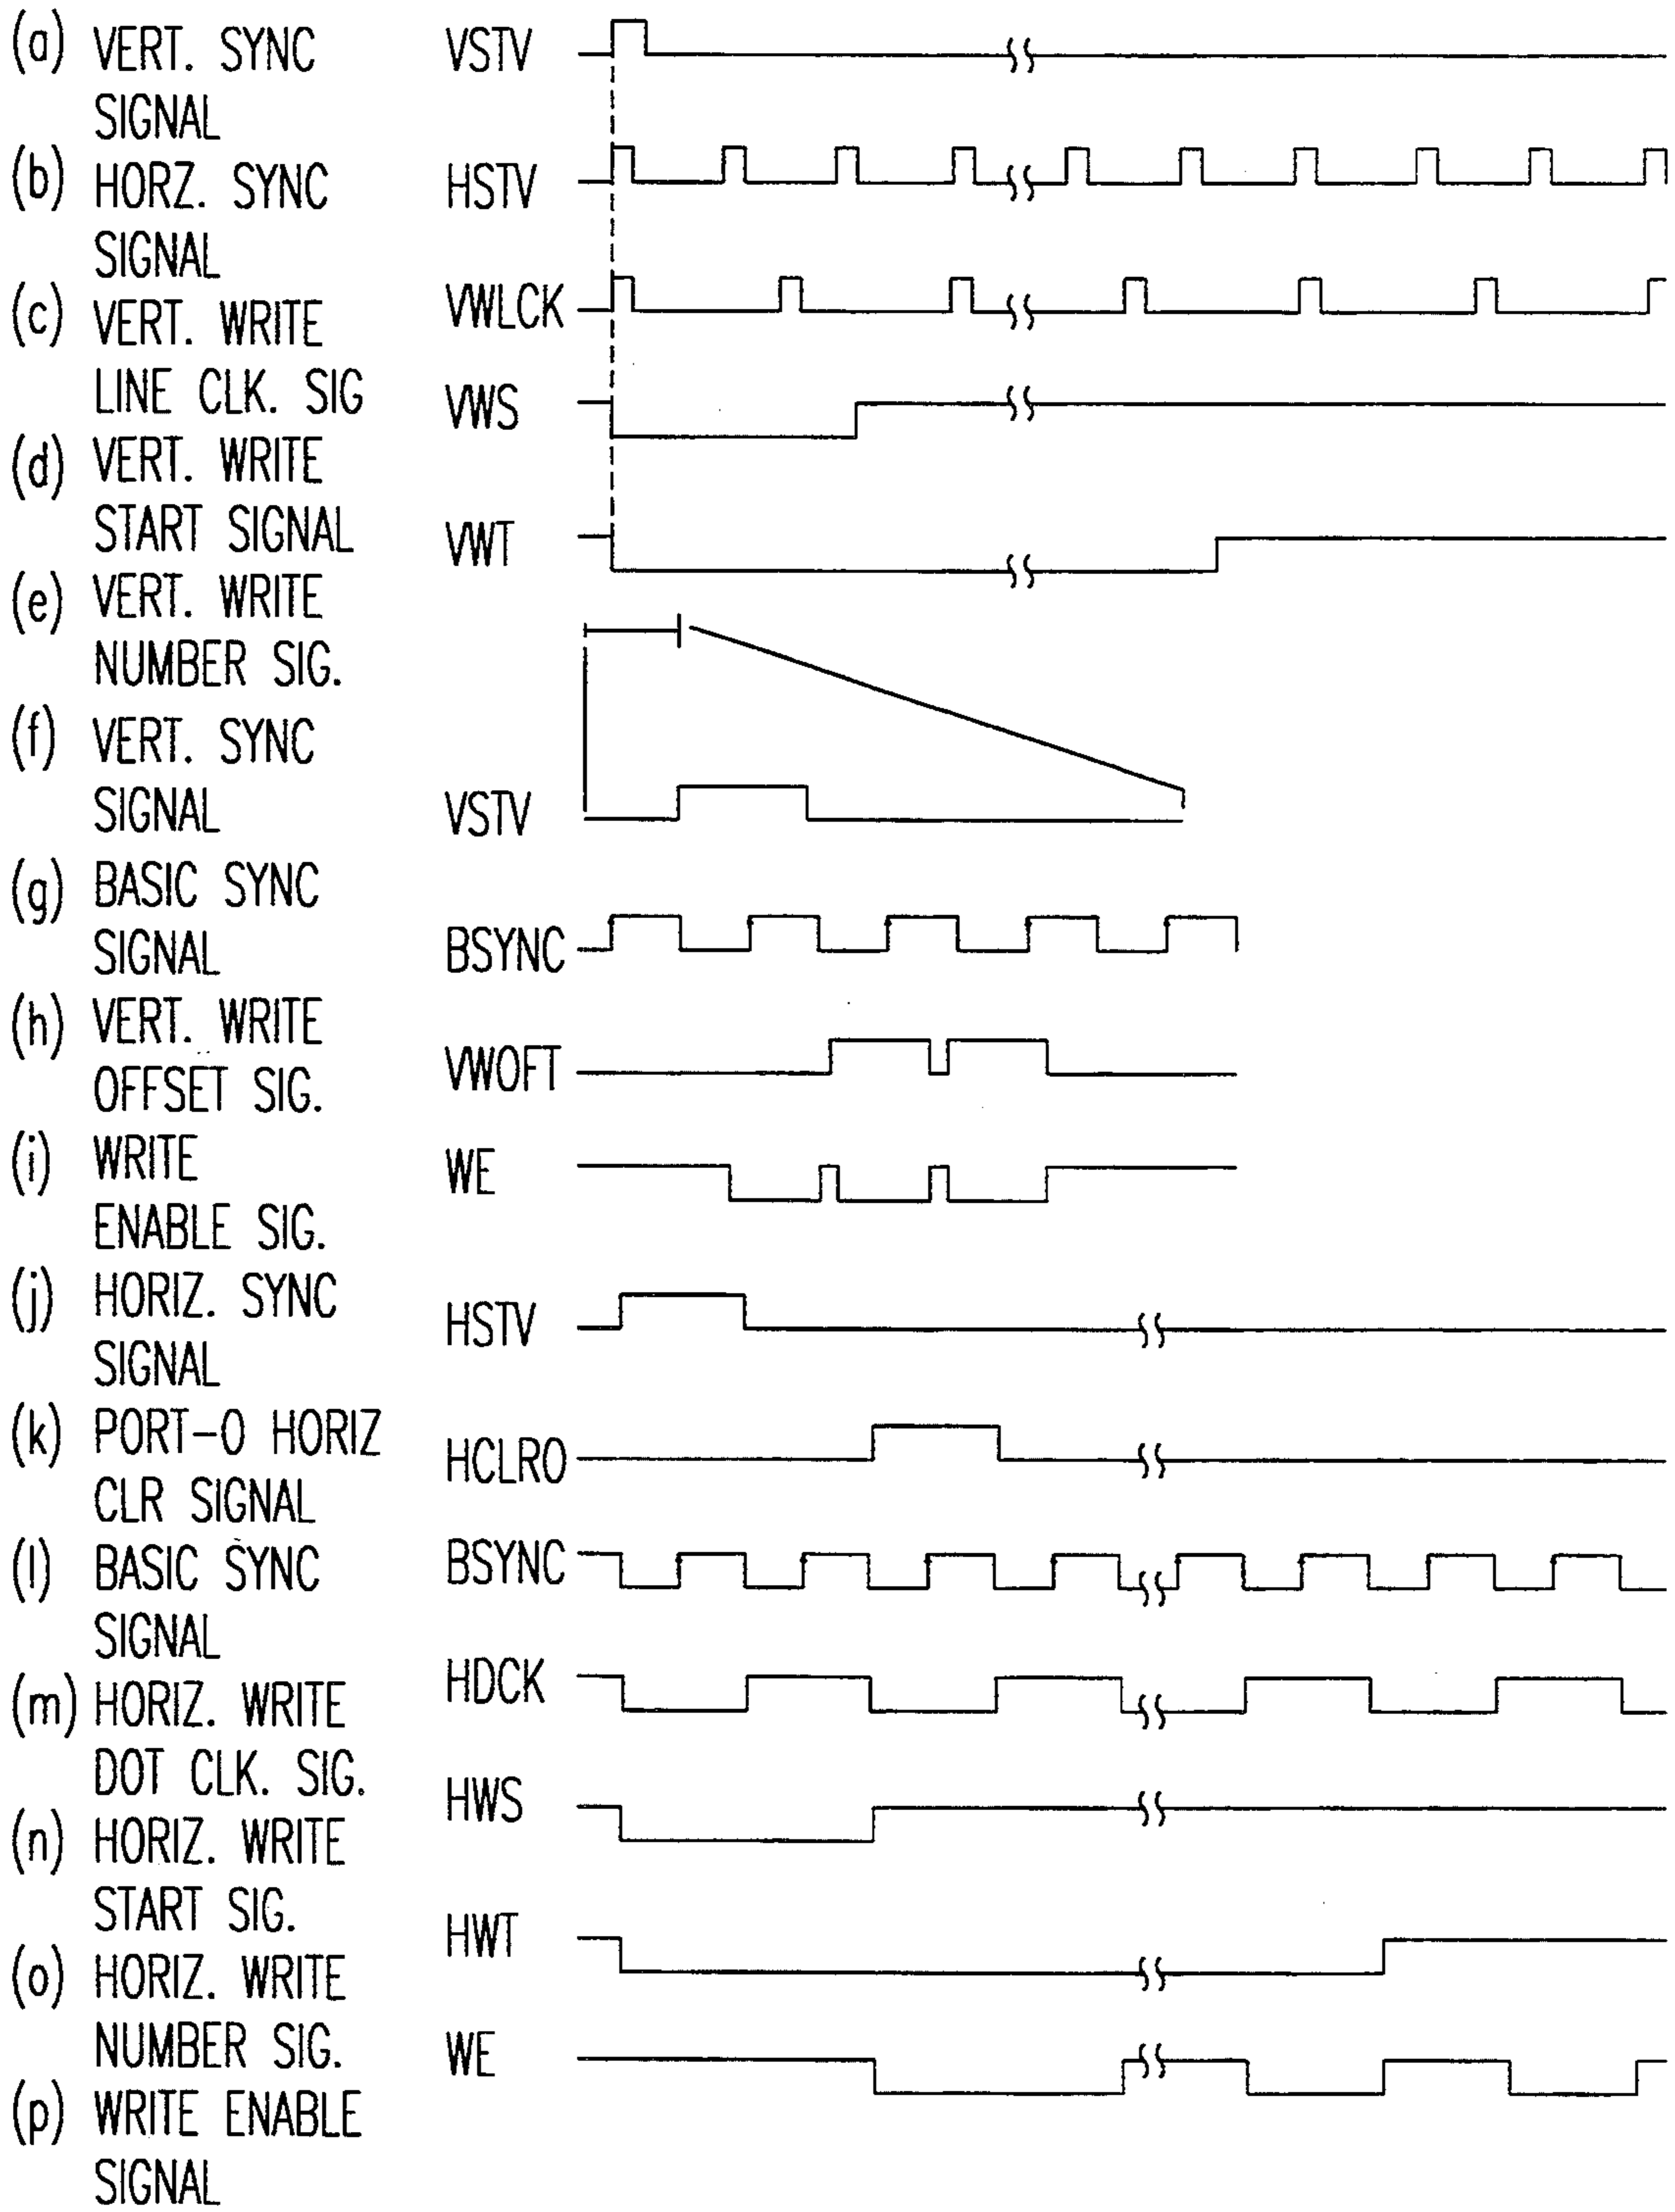 (a) VERT. SYNC VSTV
SIGNAL
(b) HORZ. SYNC HSTV
SIGNAL
(c) VERT. WRITE VWLCK
LINE CLK. SIG VWS
(d) VERT. WRITE
START SIGNAL VWT
(e) VERT. WRITE
NUMBER SIG.
(f) VERT. SYNC
SIGNAL VSTV
(g) BASIC SYNC
SIGNAL BSYNC
(h) VERT. WRITE
OFFSET SIG. VWOFT
(i) WRITE WE
ENABLE SIG.
(j) HORIZ. SYNC HSTV
SIGNAL
(k) PORT-0 HORIZ HCLR0
CLR SIGNAL
(l) BASIC SYNC BSYNC
SIGNAL
(m) HORIZ. WRITE HDCK
DOT CLK. SIG. HWS
(n) HORIZ. WRITE
START SIG. HWT
(o) HORIZ. WRITE
NUMBER SIG. WE
(p) WRITE ENABLE
SIGNAL